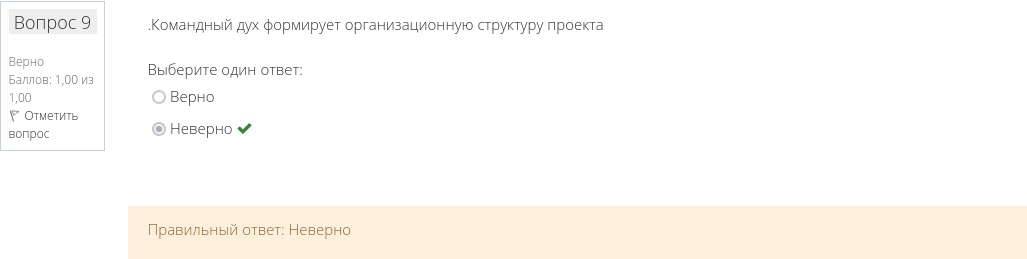 Вопрос 9
Верно
Баллов: 1,00 из
1,00
Отметить
вопрос
.Командный дух формирует организационную структуру проекта
Выберите один ответ:
Верно
Неверно
Правильный ответ: Неверно